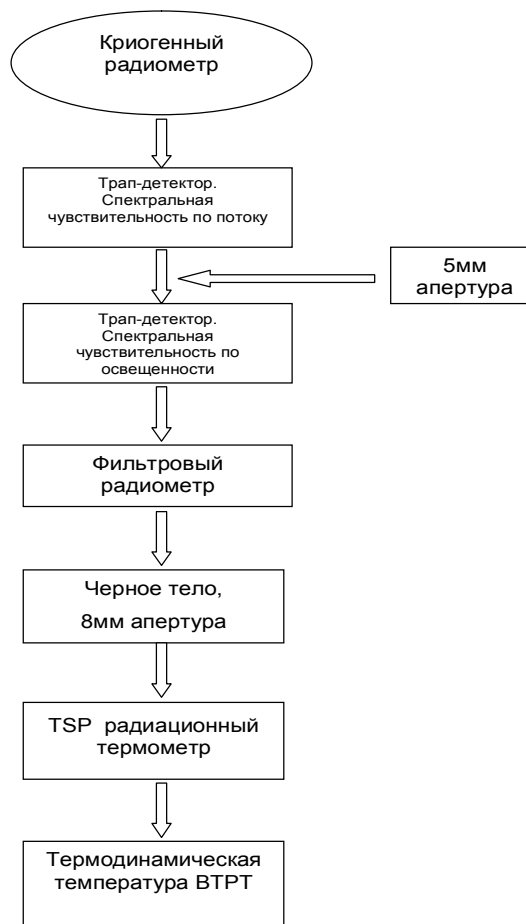 Криогенный
радиометр
Трап-детектор.
Спектральная
чувствительность по потоку
5мм
апертура
Трап-детектор.
Спектральная
чувствительность по
освещенности
Фильтровый
радиометр
Черное тело,
8мм апертура
TSP радиационный
термометр
Термодинамическая
температура ВТРТ